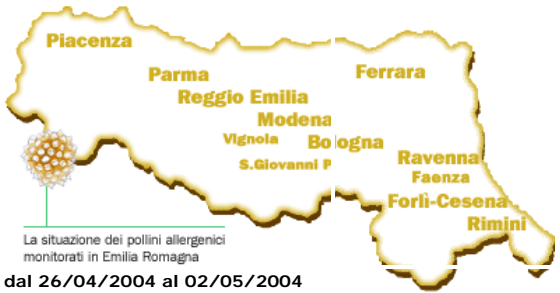 Piacenza
Parma
Ferrara
Reggio Emilia
Modena
Vignola
Bologna
S.Giovanni P
Ravenna
Faenza
Forlì-Cesena
Rimini
La situazione dei pollini allergenici
monitorati in Emilia Romagna
dal 26/04/2004 al 02/05/2004